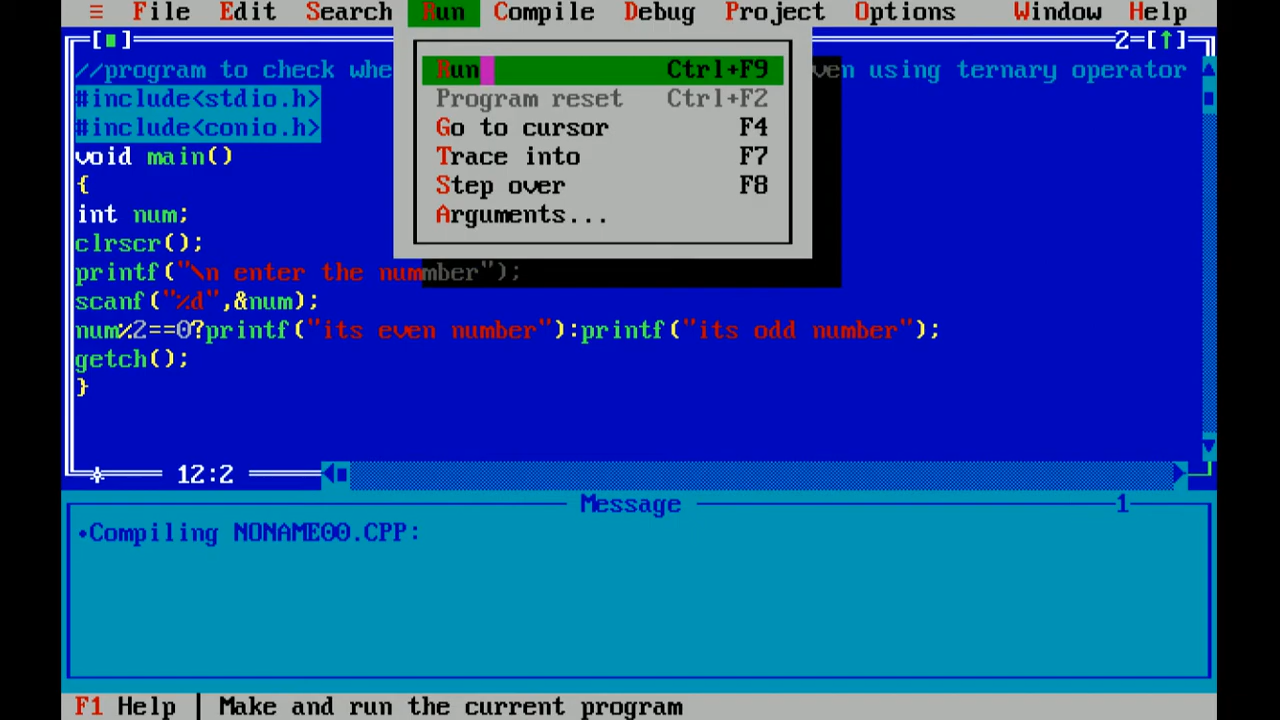 ≡ File Edit Search Run Compile Debug Project Options Window Help
[■] 2=[↑]
//program to check whe ven using ternary operator
#include<stdio.h>
#include<conio.h>
void main()
{
int num;
clrscr();
printf("\n enter the nummber");
scanf("%d",&num);
num%2==0?printf("its even number"):printf("its odd number");
getch();
}
Run Ctrl+F9
Program reset Ctrl+F2
Go to cursor F4
Trace into F7
Step over F8
Arguments...
12:2
Message 1
•Compiling NONAME00.CPP:
F1 Help | Make and run the current program